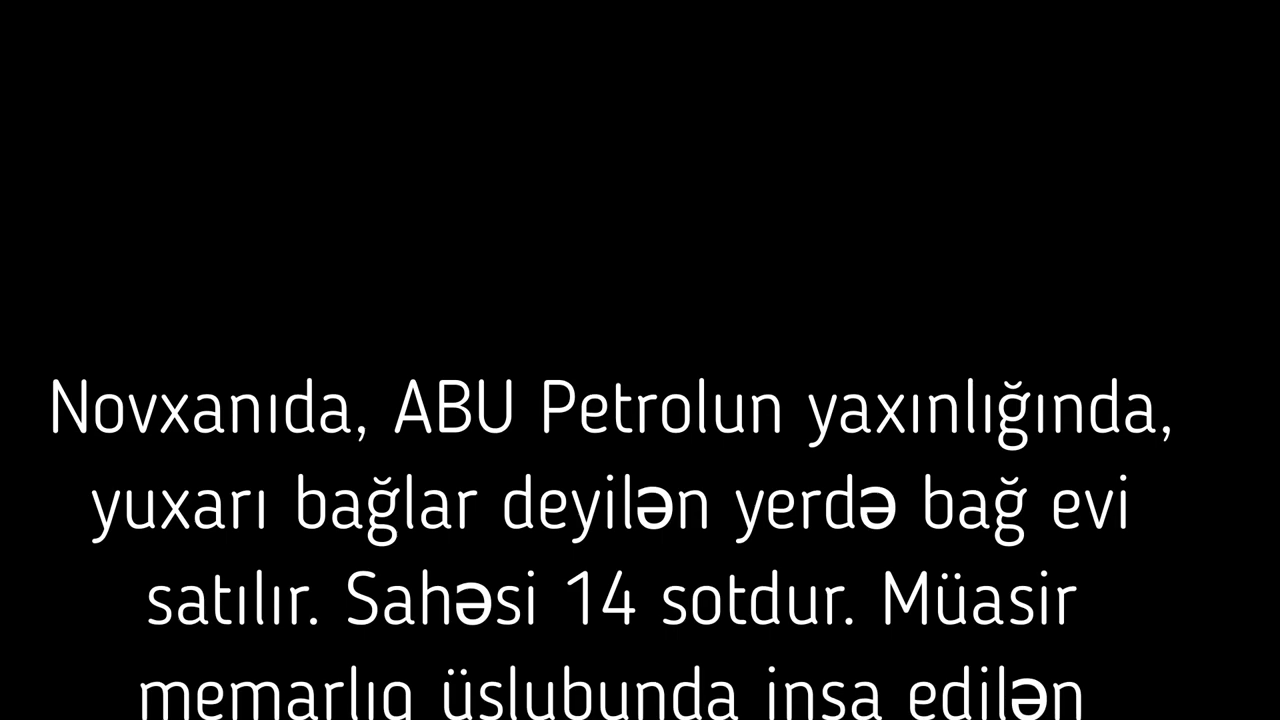 Novxanıda, ABU Petrolun yaxınlığında,
yuxarı bağlar deyilən yerdə bağ evi
satılır. Sahəsi 14 sotdur. Müasir
memarlıq üslubunda inşa edilən